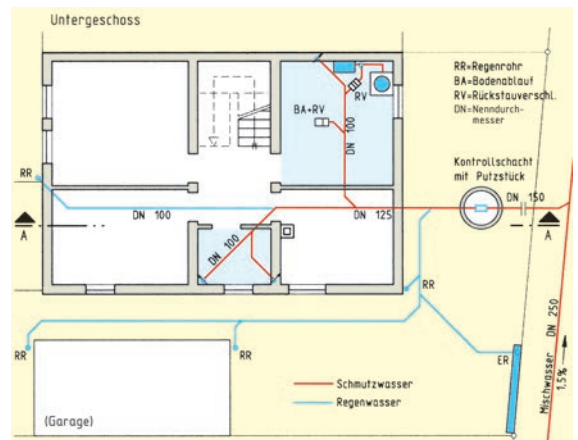 Untergeschoss
RR=Regenrohr
BA=Bodenablauf
RV=Rückstauverschl.
DN=Nenndurch-
messer
RV
BA+RV
DN 100
Kontrollschacht
mit Putzstück
RR
DN 150
DN 100
DN 125
A
A
DN 100
RR
RR
RR
ER
Mischwasser DN 250
1,5%
Schmutzwasser
Regenwasser
(Garage)